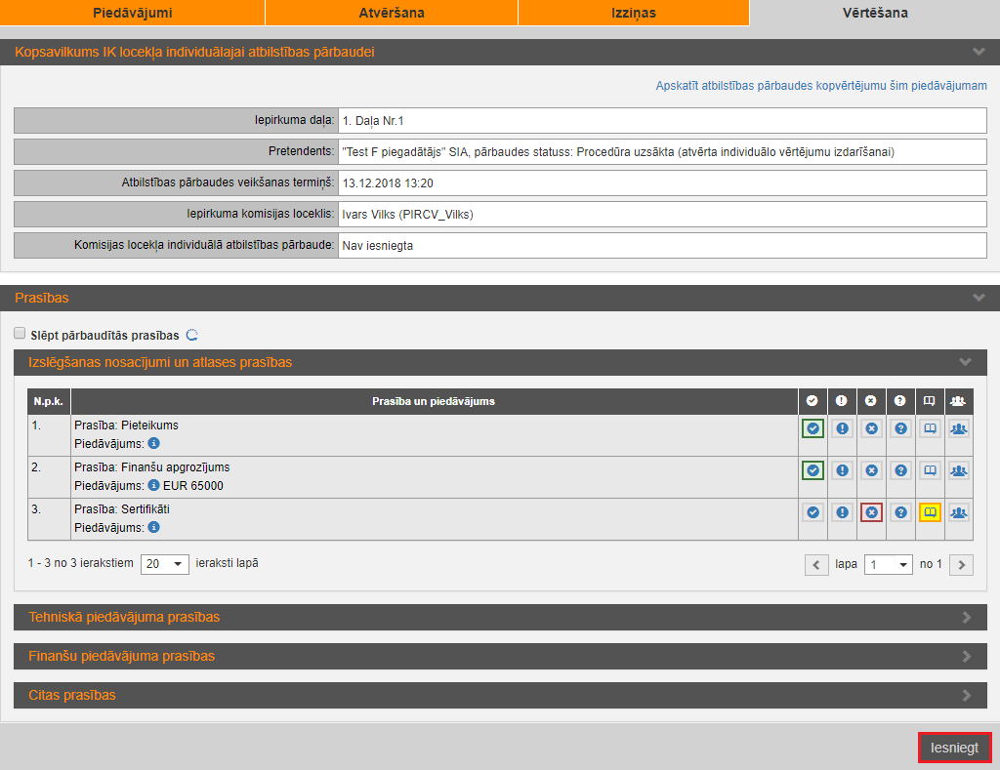 Piedāvājumi Atvēršana Izziņas Vērtēšana
Kopsavilkums IK locekļa individuālajai atbilstības pārbaudei
Apskatīt atbilstības pārbaudes kopvērtējumu šim piedāvājumam
Iepirkuma daļa: 1. Daļa Nr.1
Pretendents: "Test F piegadātājs" SIA, pārbaudes statuss: Procedūra uzsākta (atvērta individuālo vērtējumu izdarīšanai)
Atbilstības pārbaudes veikšanas termiņš: 13.12.2018 13:20
Iepirkuma komisijas loceklis: Ivars Vilks (PIRCV_Vilks)
Komisijas locekļa individuālā atbilstības pārbaude: Nav iesniegta
Prasības
Slēpt pārbaudītās prasības
Izslēgšanas nosacījumi un atlases prasības
N.p.k. Prasība un piedāvājums
1. Prasība: Pieteikums
Piedāvājums:
2. Prasība: Finanšu apgrozījums
Piedāvājums: EUR 65000
3. Prasība: Sertifikāti
Piedāvājums:
1 - 3 no 3 ierakstiem 20 ieraksti lapā lapa 1 no 1
Tehniskā piedāvājuma prasības
Finanšu piedāvājuma prasības
Citas prasības
Iesniegt